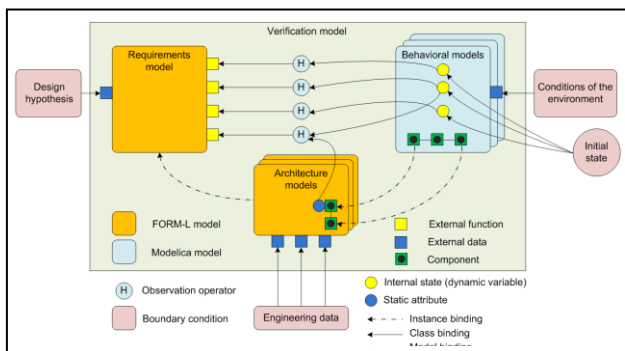 Verification model
Requirements
model
Behavioral models
Design
hypothesis
Conditions of the
environment
H
H
H
H
Initial
state
Architecture
models
FORM-L model
Modelica model
External function
External data
Component
H
Observation operator
Internal state (dynamic variable)
Static attribute
Boundary condition
Engineering data
Instance binding
Class binding
Model binding